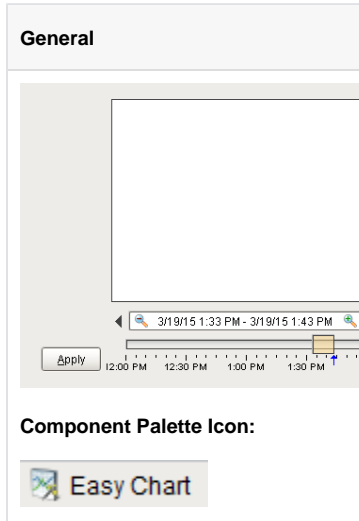 General
3/19/15 1:33 PM - 3/19/15 1:43 PM
Apply
12:00 PM 12:30 PM 1:00 PM 1:30 PM
Component Palette Icon:
Easy Chart